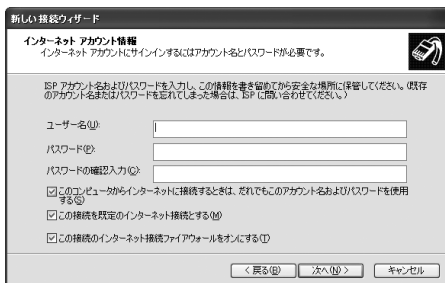 新しい接続ウィザード
インターネット アカウント情報
インターネット アカウントにサインインするにはアカウント名とパスワードが必要です。
ISP アカウント名およびパスワードを入力し、この情報を書き留めてから安全な場所に保管してください。(既存
のアカウント名またはパスワードを忘れてしまった場合は、ISP に問い合わせてください。)
ユーザー名(U):
パスワード(P):
パスワードの確認入力(C):
このコンピュータからインターネットに接続するときは、だれでもこのアカウント名およびパスワードを使用
する(S)
この接続を既定のインターネット接続とする(M)
この接続のインターネット接続ファイアウォールをオンにする(T)
< 戻る(B)
次へ(N) >
キャンセル